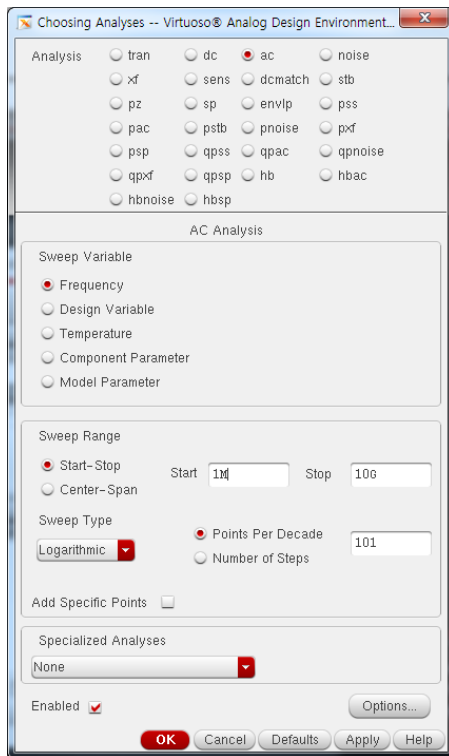 Choosing Analyses -- Virtuoso® Analog Design Environment...
Analysis tran dc ac noise
xf sens dcmatch stb
pz sp envlp pss
pac pstb pnoise pxf
psp qpss qpac qpnoise
qpxf qpsp hb hbac
hbnoise hbsp
AC Analysis
Sweep Variable
Frequency
Design Variable
Temperature
Component Parameter
Model Parameter
Sweep Range
Start-Stop Start 1M Stop 10G
Center-Span
Sweep Type
Logarithmic Points Per Decade 101
Number of Steps
Add Specific Points
Specialized Analyses
None
Enabled Options...
OK Cancel Defaults Apply Help